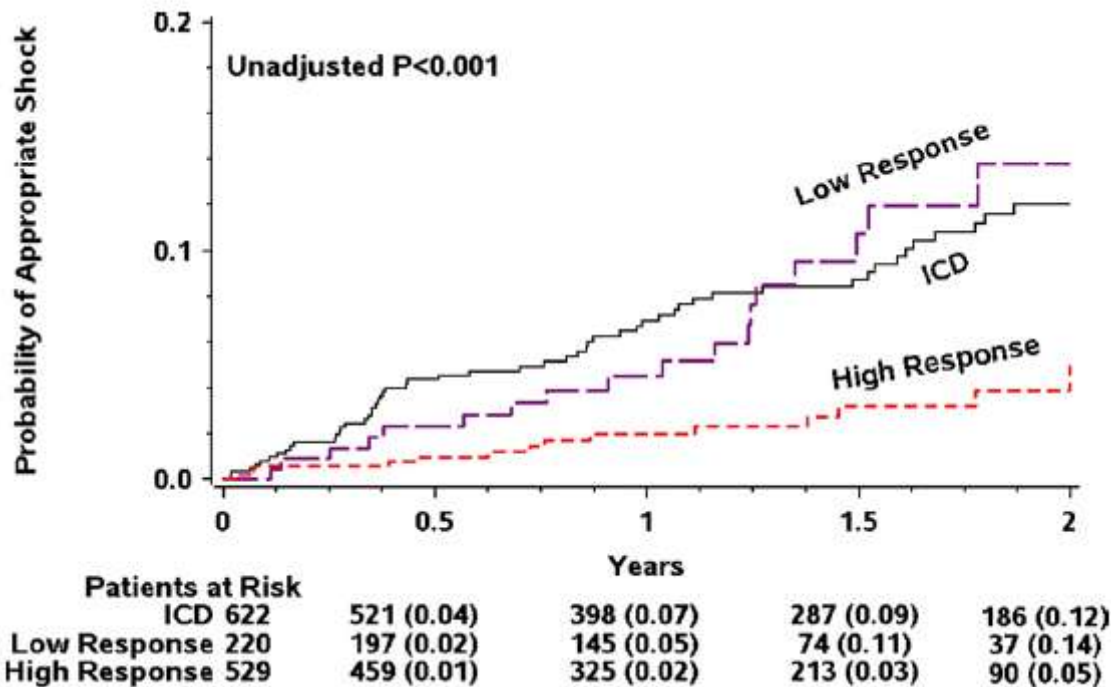 Probability of Appropriate Shock
0.2
Unadjusted P<0.001
Low Response
0.1
ICD
High Response
0.0
0 0.5 1 1.5 2
Years
Patients at Risk
ICD 622 521 (0.04) 398 (0.07) 287 (0.09) 186 (0.12)
Low Response 220 197 (0.02) 145 (0.05) 74 (0.11) 37 (0.14)
High Response 529 459 (0.01) 325 (0.02) 213 (0.03) 90 (0.05)